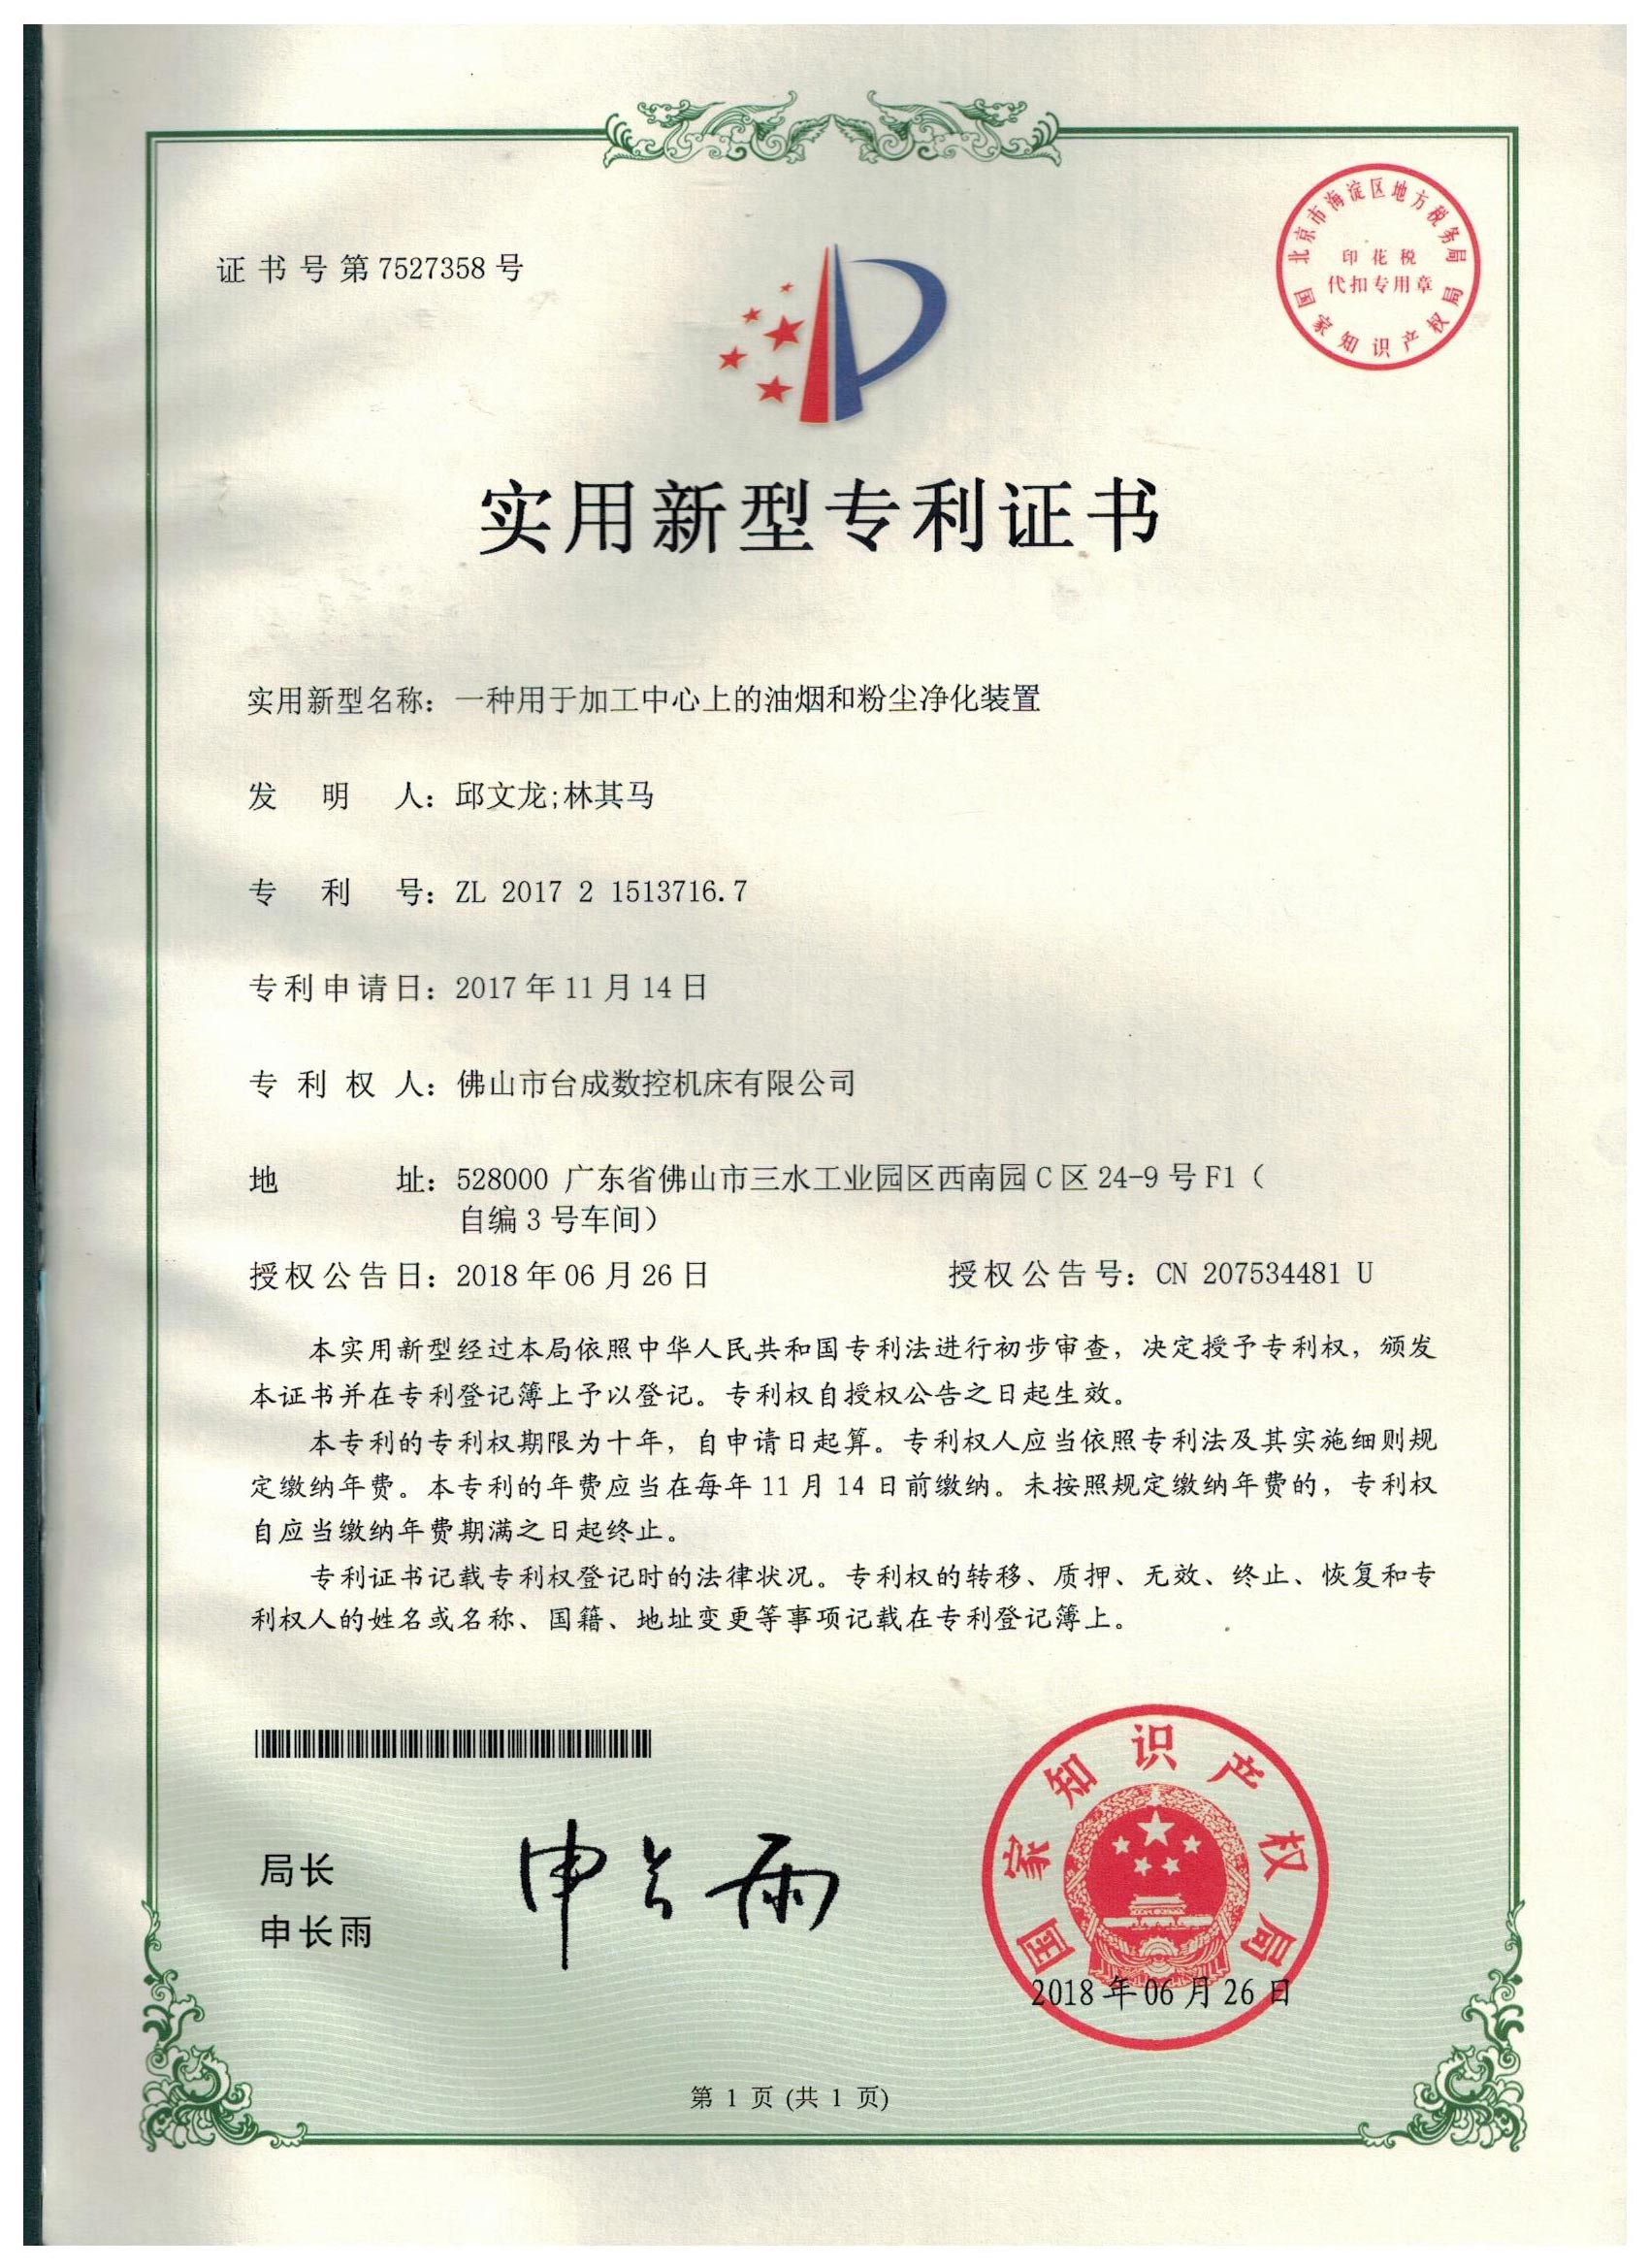 证书号第7527358号
北京市海淀区地方税务局
印花税
代扣专用章
国家知识产权局
实用新型专利证书
实用新型名称：一种用于加工中心上的油烟和粉尘净化装置
发明人：邱文龙;林其马
专利号：ZL 2017 2 1513716.7
专利申请日：2017年11月14日
专利权人：佛山市台成数控机床有限公司
地址：528000 广东省佛山市三水工业园区西南园C区24-9号F1（
自编3号车间）
授权公告日：2018年06月26日 授权公告号：CN 207534481 U
本实用新型经过本局依照中华人民共和国专利法进行初步审查，决定授予专利权，颁发
本证书并在专利登记簿上予以登记。专利权自授权公告之日起生效。
本专利的专利权期限为十年，自申请日起算。专利权人应当依照专利法及其实施细则规
定缴纳年费。本专利的年费应当在每年11月14日前缴纳。未按照规定缴纳年费的，专利权
自应当缴纳年费期满之日起终止。
专利证书记载专利权登记时的法律状况。专利权的转移、质押、无效、终止、恢复和专
利权人的姓名或名称、国籍、地址变更等事项记载在专利登记簿上。
局长
申长雨
申长雨
国家知识产权局
2018年06月26日
第 1 页 (共 1 页)